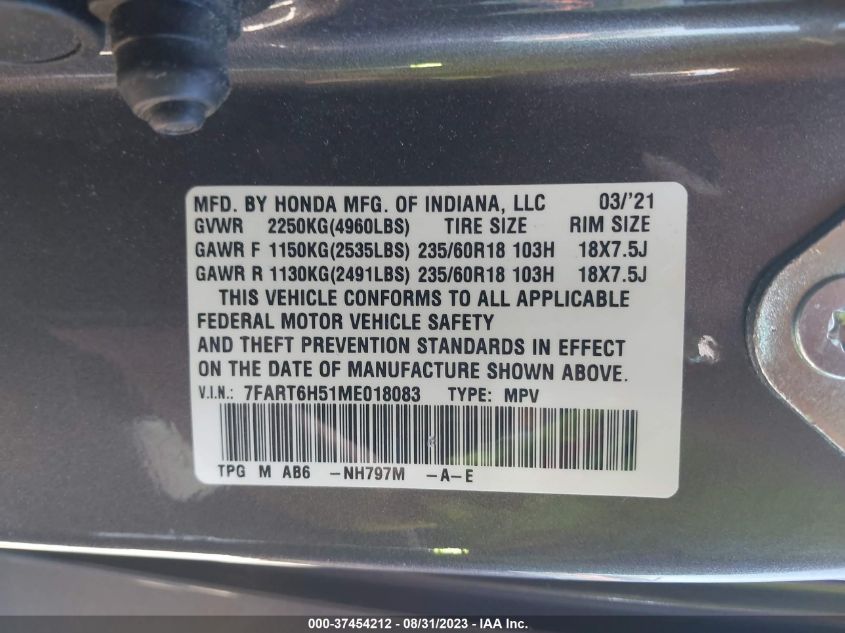 MFD. BY HONDA MFG. OF INDIANA, LLC 03/'21
GVWR 2250KG(4960LBS) TIRE SIZE RIM SIZE
GAWR F 1150KG(2535LBS) 235/60R18 103H 18X7.5J
GAWR R 1130KG(2491LBS) 235/60R18 103H 18X7.5J
THIS VEHICLE CONFORMS TO ALL APPLICABLE
FEDERAL MOTOR VEHICLE SAFETY
AND THEFT PREVENTION STANDARDS IN EFFECT
ON THE DATE OF MANUFACTURE SHOWN ABOVE.
V.I.N.: 7FART6H51ME018083 TYPE: MPV
TPG M AB6 -NH797M -A-E
000-37454212 - 08/31/2023 - IAA Inc.